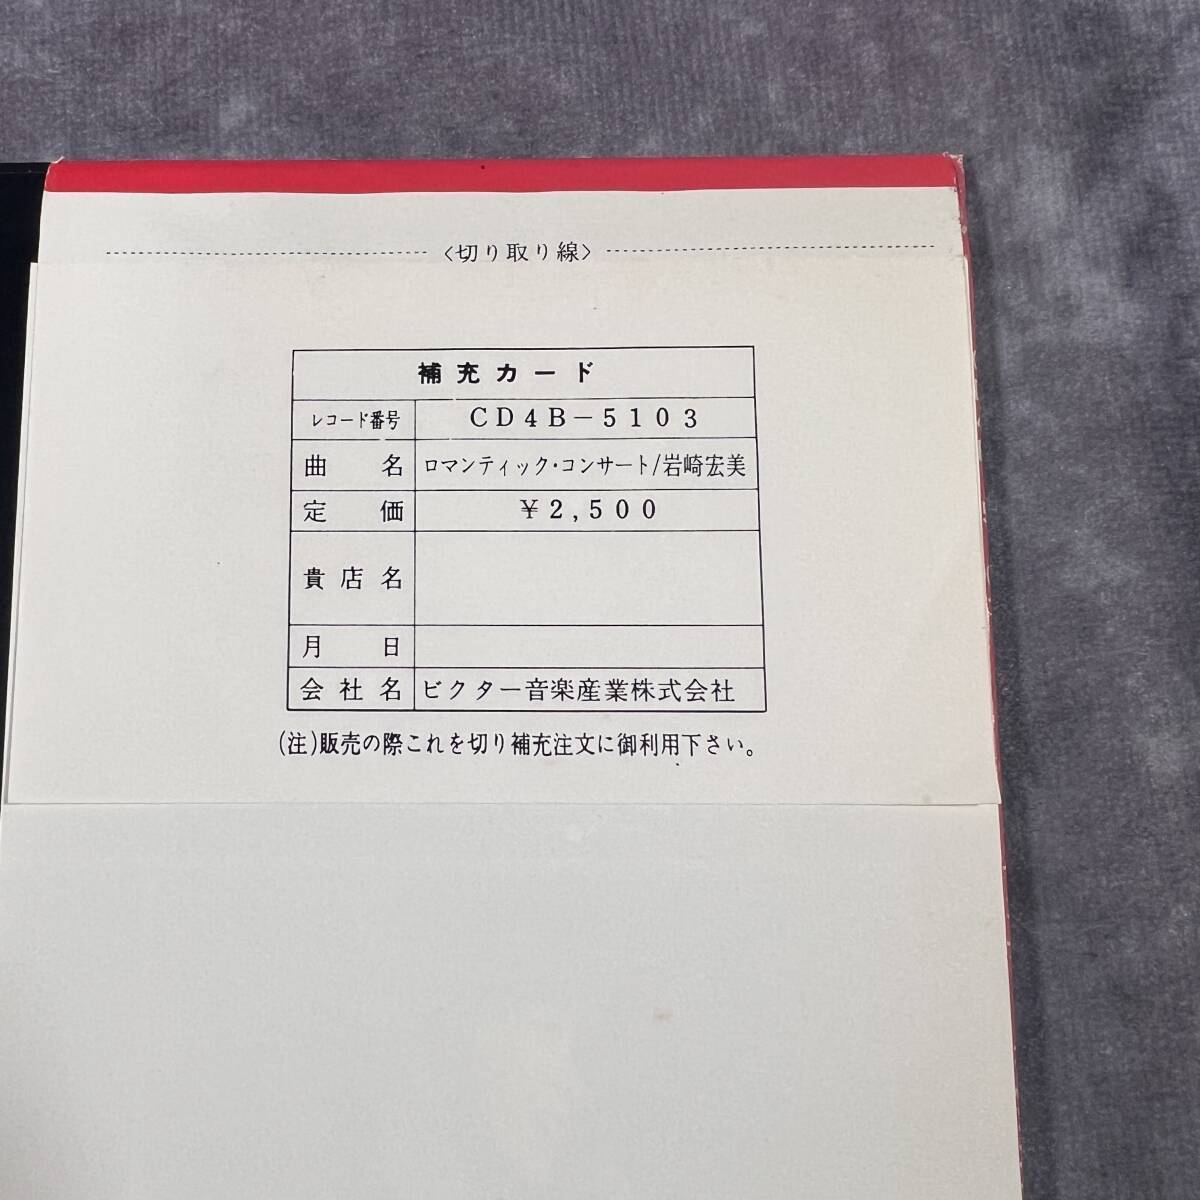 〈切り取り線〉
補充カード
レコード番号 CD4B－5103
曲名 ロマンティック・コンサート/岩崎宏美
定価 ￥2,500
貴店名
月日
会社名 ビクター音楽産業株式会社
(注)販売の際これを切り補充注文に御利用下さい。